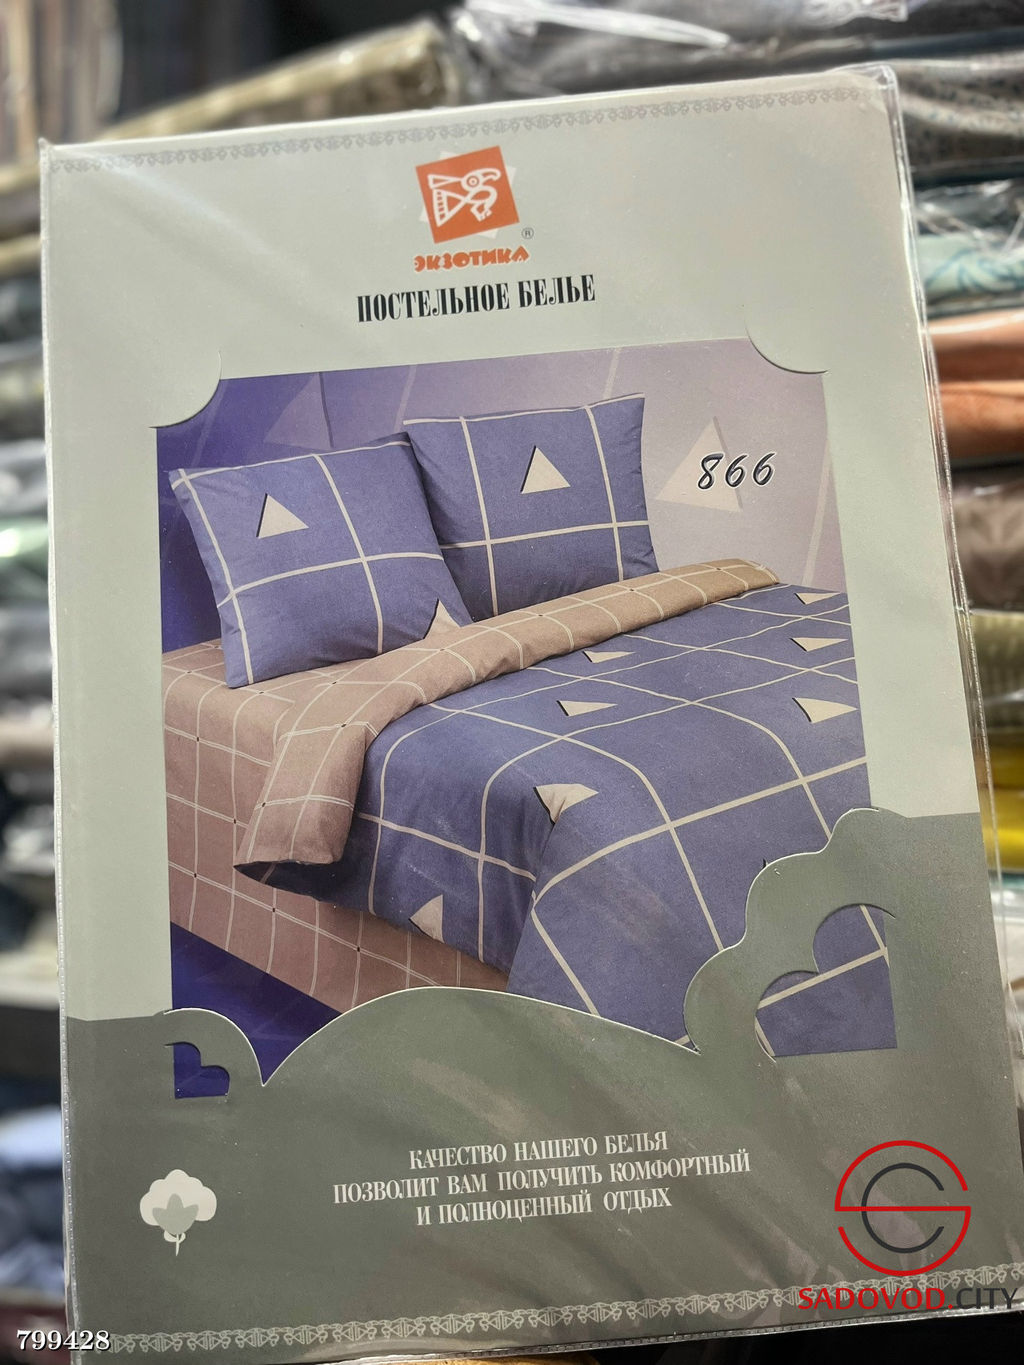 ®
ЭКЗОТИКА
ПОСТЕЛЬНОЕ БЕЛЬЕ
866
КАЧЕСТВО НАШЕГО БЕЛЬЯ
ПОЗВОЛИТ ВАМ ПОЛУЧИТЬ КОМФОРТНЫЙ
И ПОЛНОЦЕННЫЙ ОТДЫХ
SADOVOD.CITY
799428